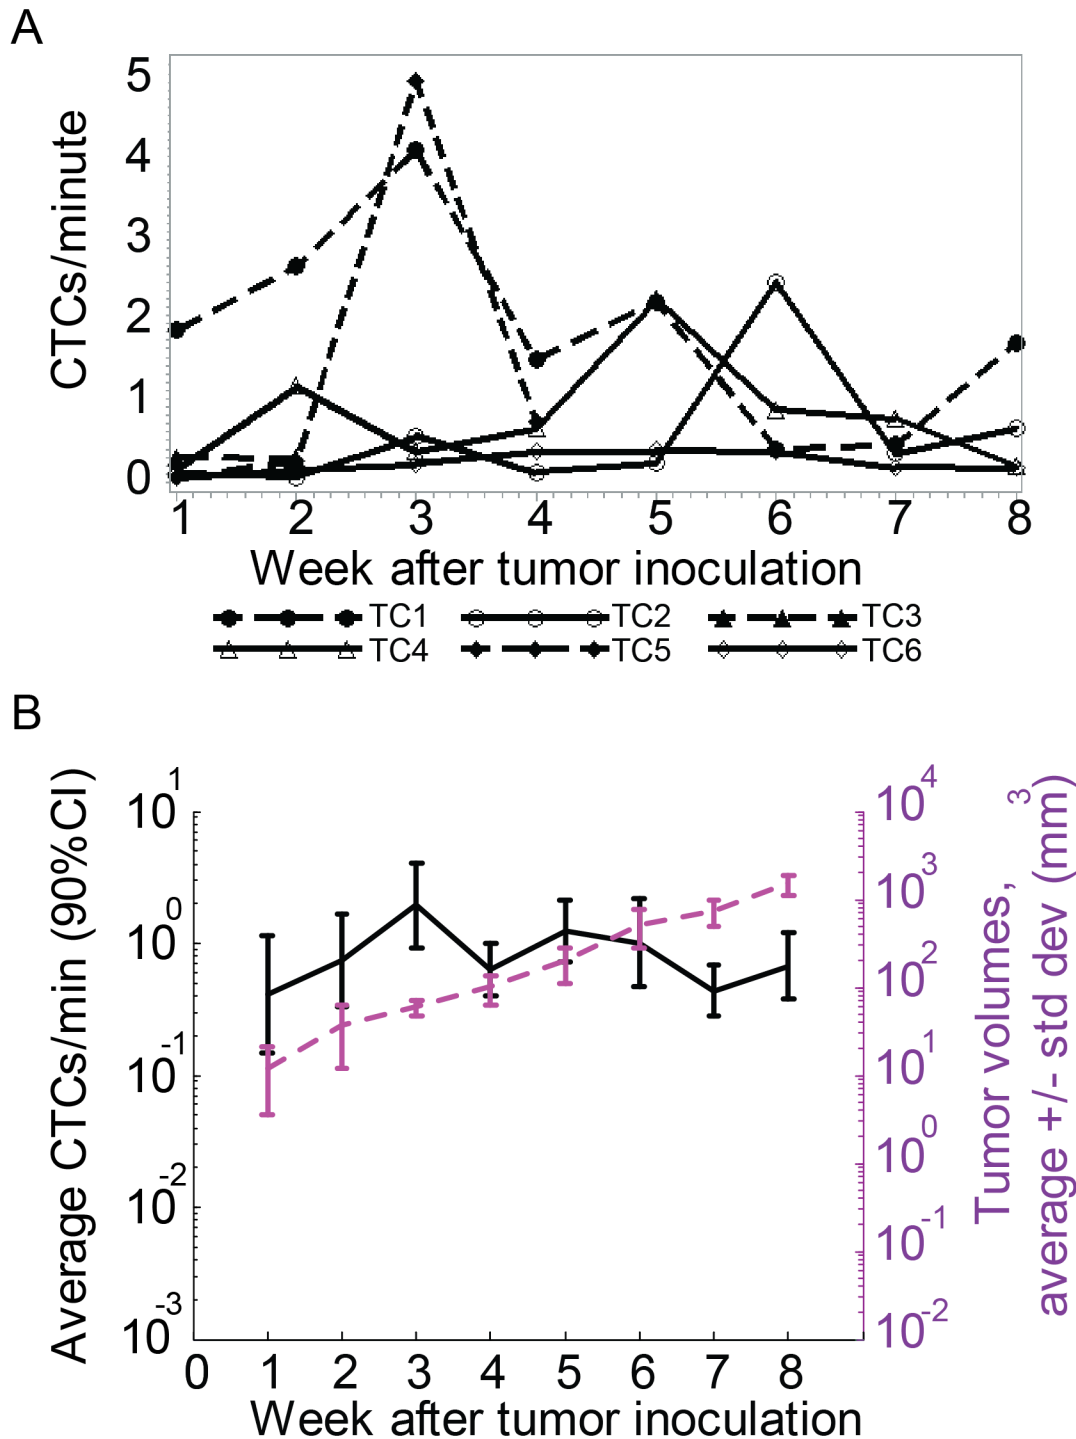 A
CTCs/minute
5
4
3
2
1
0
1 2 3 4 5 6 7 8
Week after tumor inoculation
TC1 TC2 TC3
TC4 TC5 TC6
B
Average CTCs/min (90%CI)
10^1
10^0
10^-1
10^-2
10^-3
0 1 2 3 4 5 6 7 8
Week after tumor inoculation
10^4
10^3
10^2
10^1
10^0
10^-1
10^-2
Tumor volumes,
average +/- std dev (mm^3)